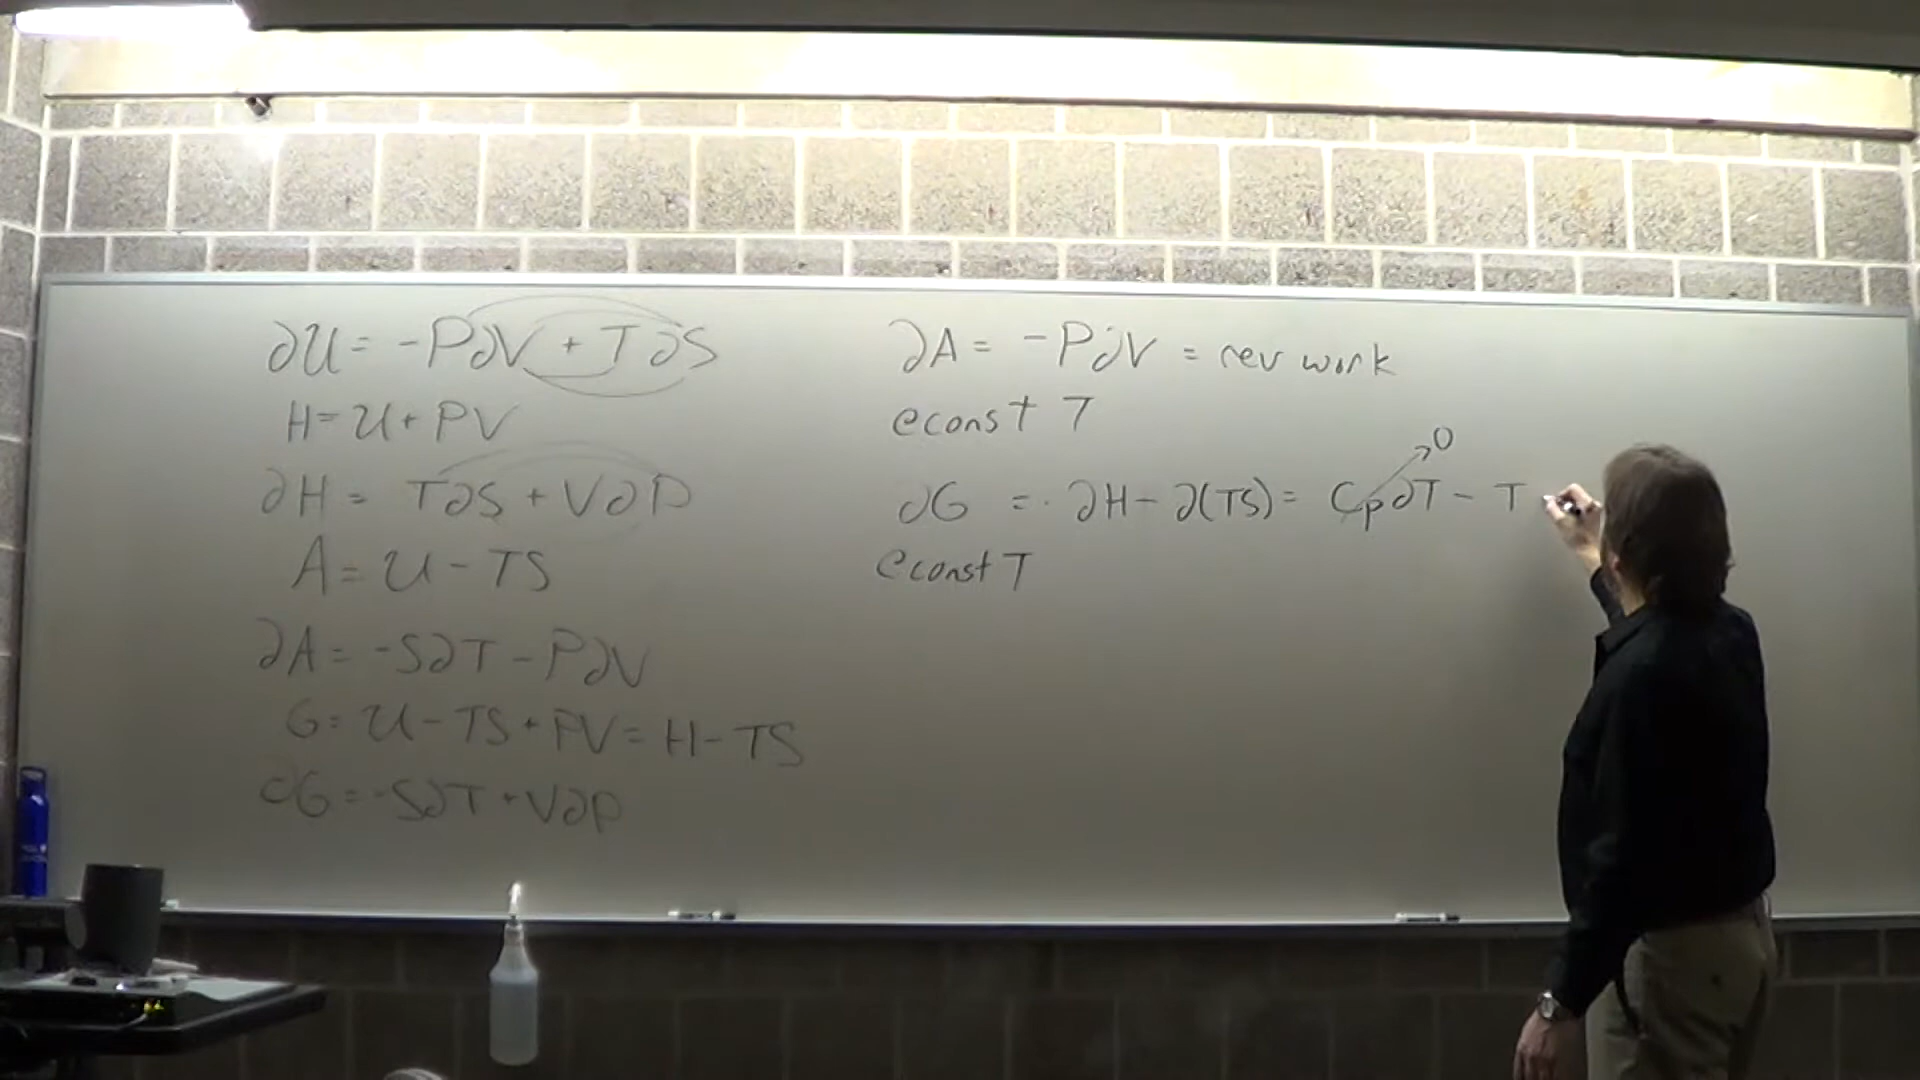 ∂U = -P∂V + T∂S
H = U + PV
∂H = T∂S + V∂P
A = U - TS
∂A = -S∂T - P∂V
G = U - TS + PV = H - TS
∂G = -S∂T + V∂P
∂A = -P∂V = rev work
@const T
0
∂G = ∂H - ∂(TS) = Cp∂T - T
@const T